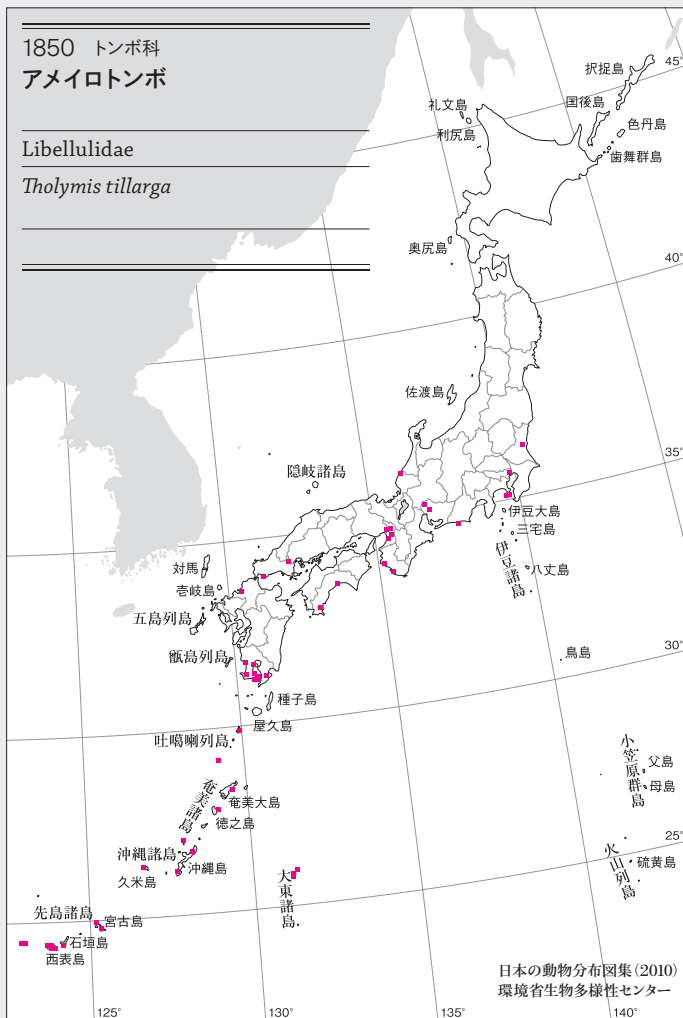 1850 トンボ科
アメイロトンボ
Libellulidae
Tholymis tillarga
択捉島
45°
国後島
礼文島
色丹島
利尻島
歯舞群島
奥尻島
40°
佐渡島
35°
隠岐諸島
伊豆大島
三宅島
伊豆諸島
八丈島
対馬
壱岐島
五島列島
甑島列島
鳥島
30°
種子島
屋久島
吐噶喇列島
小笠原群島
父島
母島
奄美諸島
奄美大島
徳之島
25°
沖縄諸島
沖縄島
久米島
火山列島
硫黄島
大東諸島
先島諸島
宮古島
石垣島
西表島
日本の動物分布図集(2010)
環境省生物多様性センター
125°
130°
135°
140°